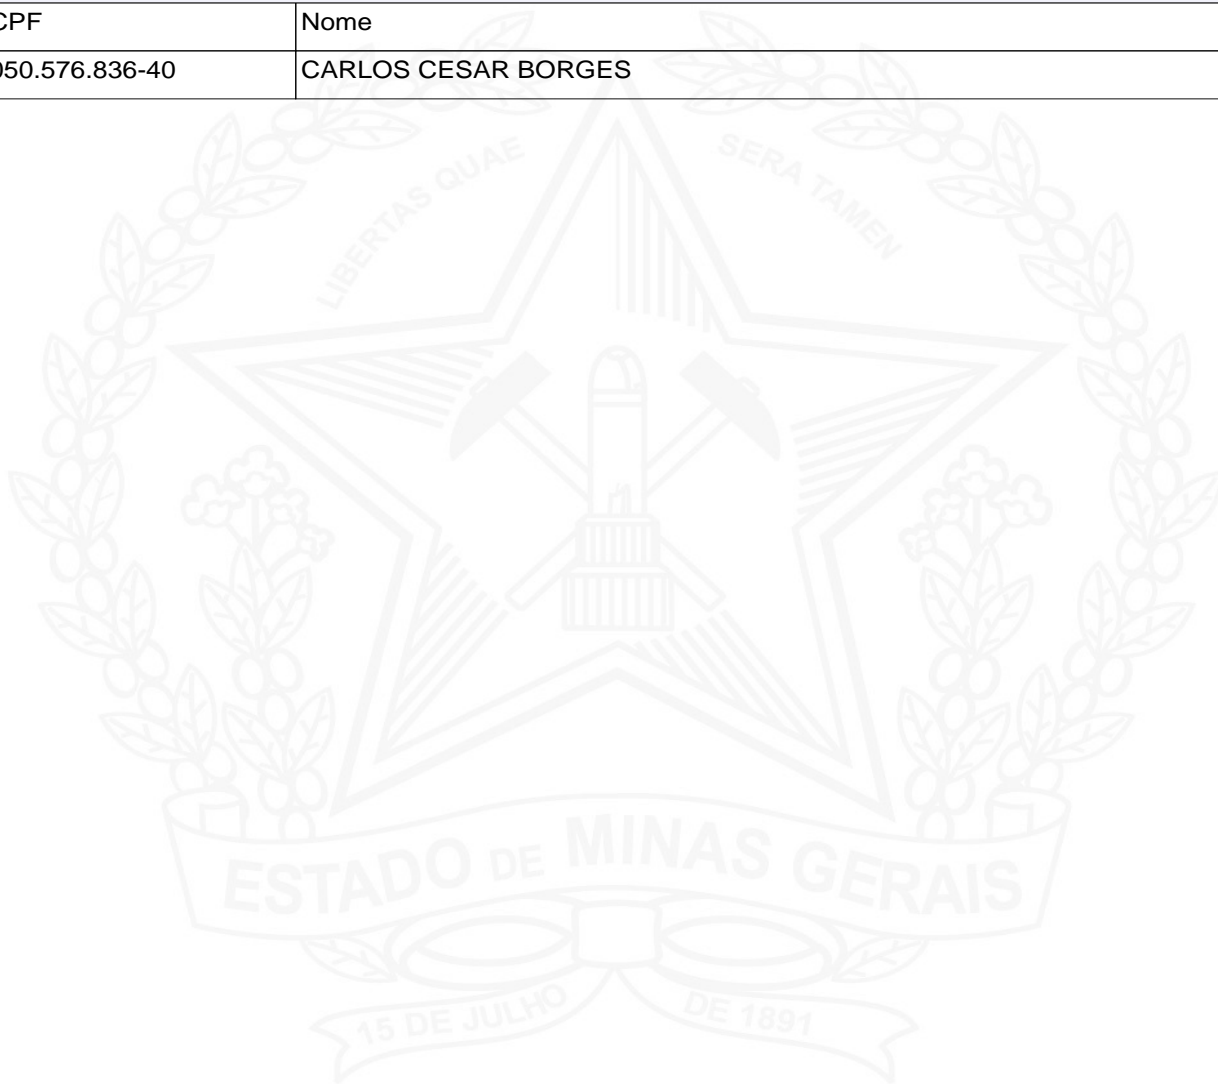 CPF Nome
050.576.836-40 CARLOS CESAR BORGES
LIBERTAS QUAE SERA TAMEN
ESTADO DE MINAS GERAIS
15 DE JULHO DE 1891